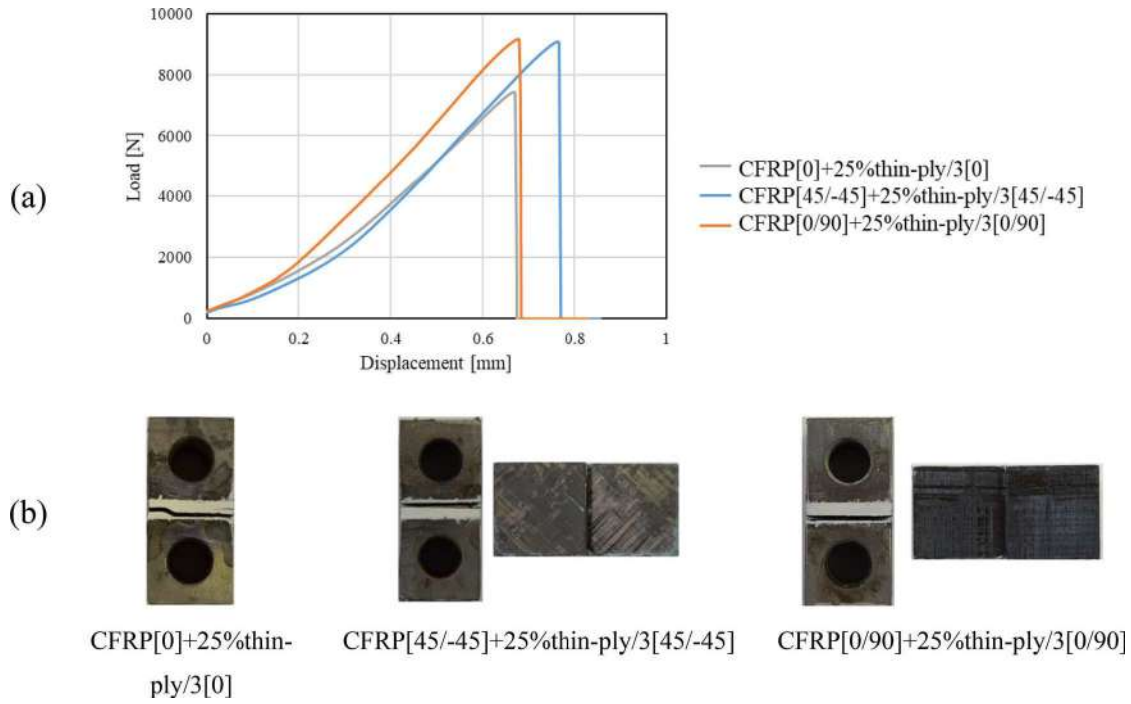 (a)
Load [N]
10000
8000
6000
4000
2000
0
0
0.2
0.4
0.6
0.8
1
Displacement [mm]
CFRP[0]+25%thin-ply/3[0]
CFRP[45/-45]+25%thin-ply/3[45/-45]
CFRP[0/90]+25%thin-ply/3[0/90]
(b)
CFRP[0]+25%thin-
ply/3[0]
CFRP[45/-45]+25%thin-ply/3[45/-45]
CFRP[0/90]+25%thin-ply/3[0/90]